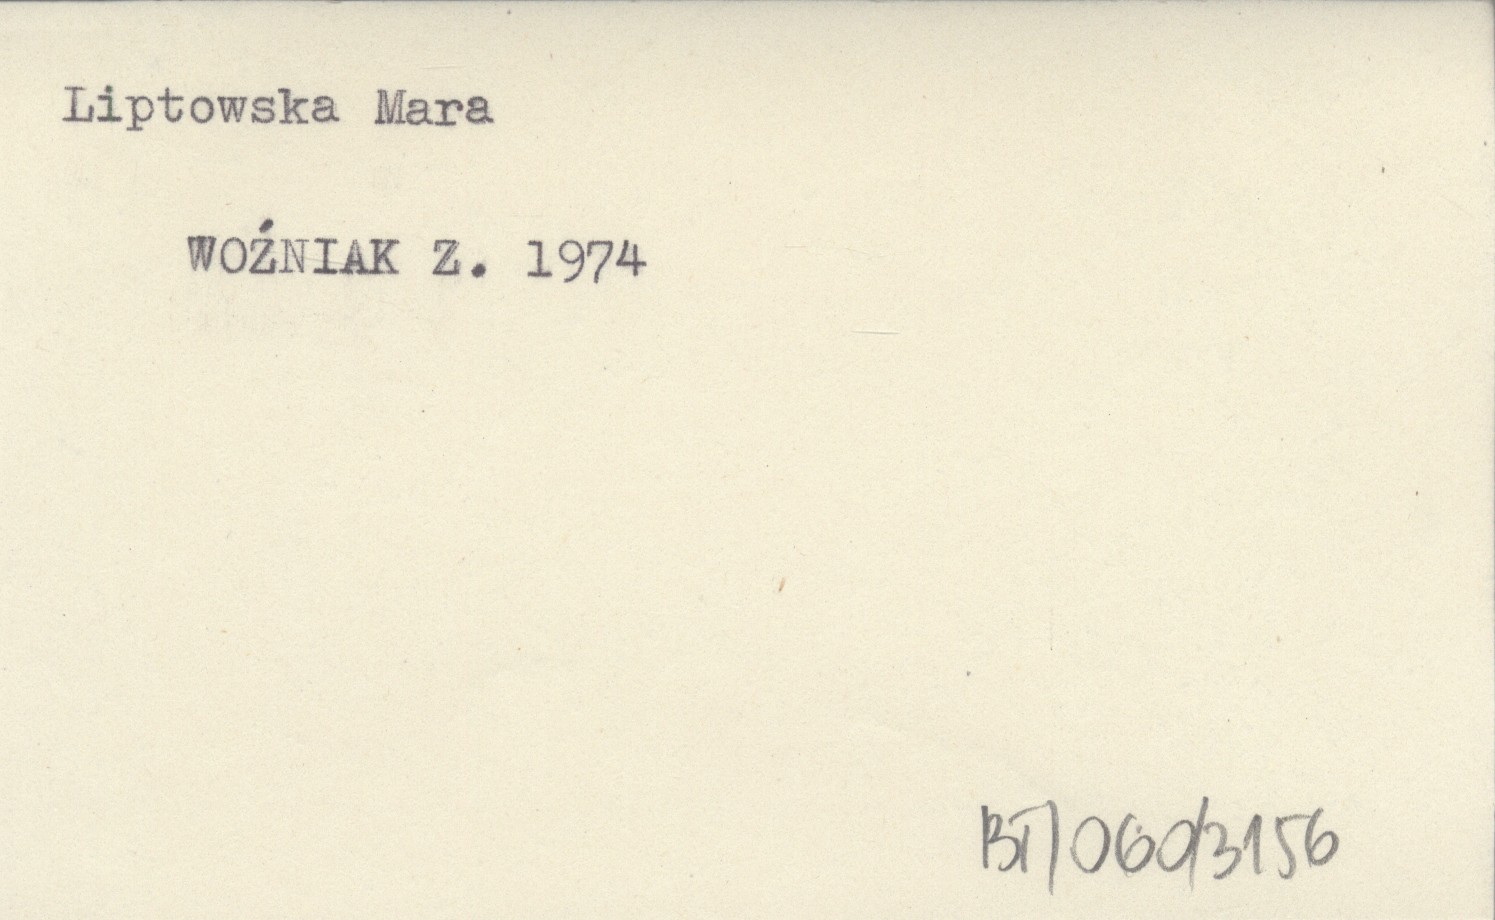 Liptowska Mara
WOŹNIAK Z. 1974
BT/060/3156